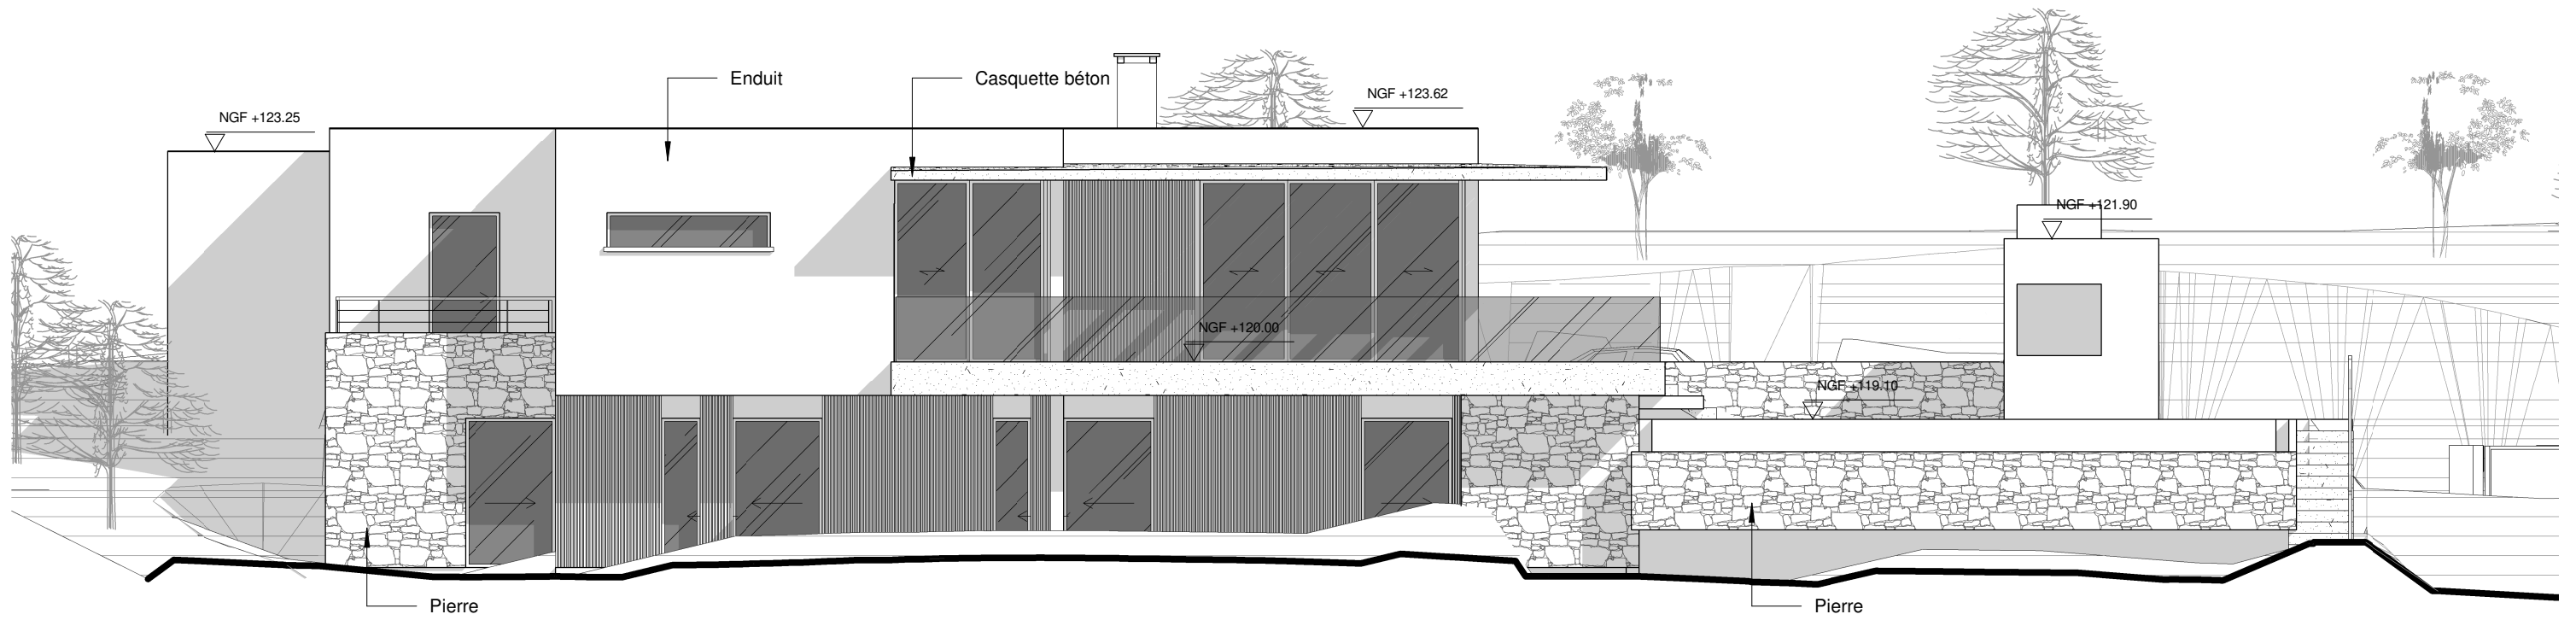 Enduit
Casquette béton
NGF +123.25
NGF +123.62
NGF +121.90
NGF +120.00
NGF +119.10
Pierre
Pierre